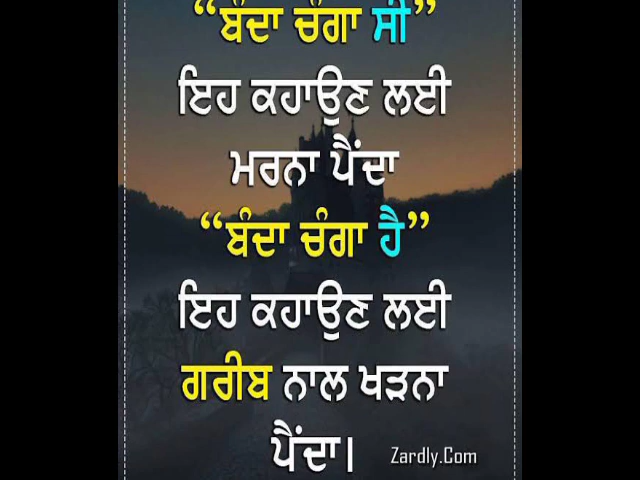 “ਬੰਦਾ ਚੰਗਾ ਸੀ”
ਇਹ ਕਹਾਉਣ ਲਈ
ਮਰਨਾ ਪੈਂਦਾ
“ਬੰਦਾ ਚੰਗਾ ਹੈ”
ਇਹ ਕਹਾਉਣ ਲਈ
ਗਰੀਬ ਨਾਲ ਖੜਨਾ
ਪੈਂਦਾ।
Zardly.Com